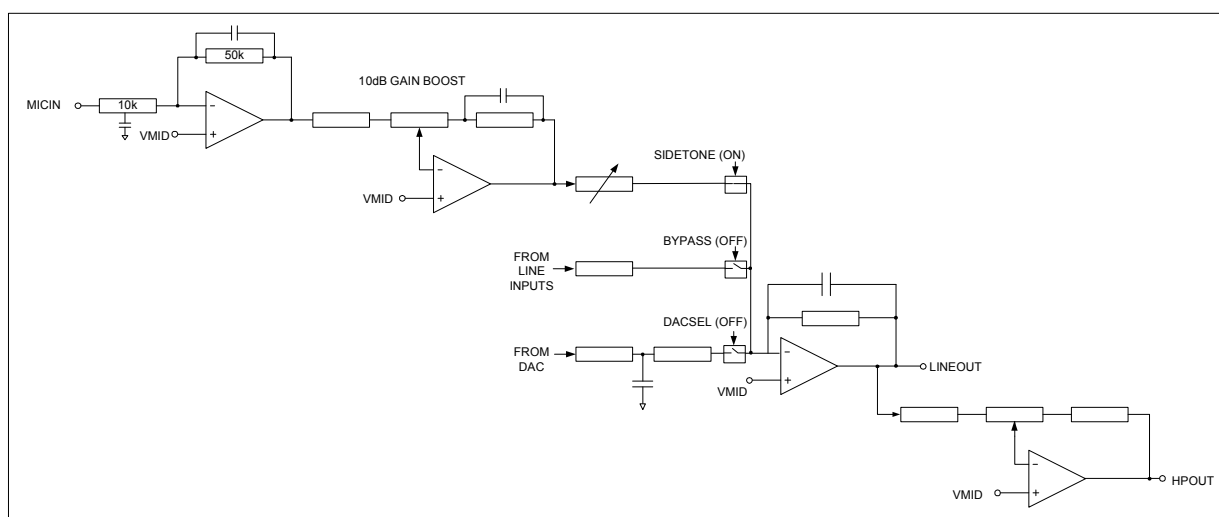 50k
10dB GAIN BOOST
MICIN
10k
−
VMID
+
SIDETONE (ON)
−
VMID
+
BYPASS (OFF)
FROM
LINE
INPUTS
DACSEL (OFF)
FROM
DAC
−
LINEOUT
VMID
+
−
HPOUT
VMID
+